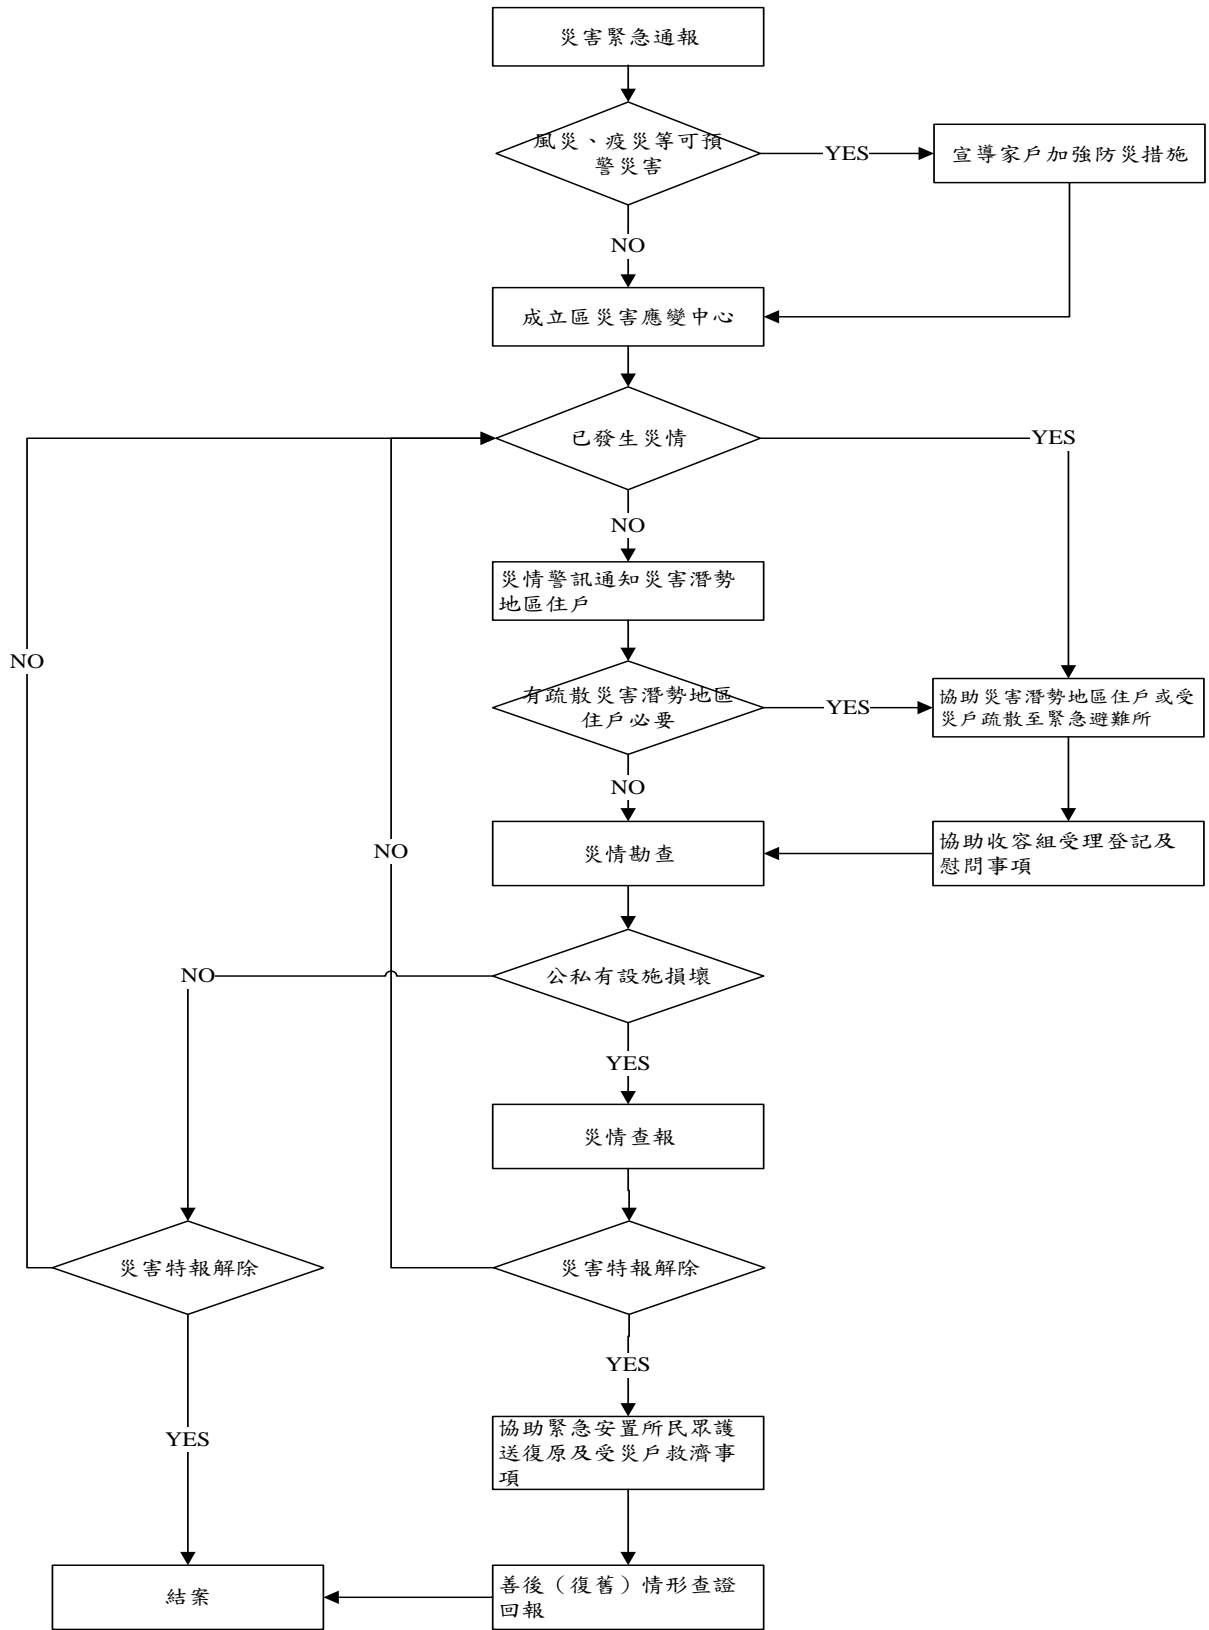 災害緊急通報
風災、疫災等可預
警災害
YES
宣導家戶加強防災措施
NO
成立區災害應變中心
已發生災情
YES
NO
災情警訊通知災害潛勢
地區住戶
NO
有疏散災害潛勢地區
住戶必要
YES
協助災害潛勢地區住戶或受
災戶疏散至緊急避難所
NO
災情勘查
協助收容組受理登記及
慰問事項
NO
公私有設施損壞
NO
YES
災情查報
災害特報解除
災害特報解除
YES
協助緊急安置所民眾護
送復原及受災戶救濟事
項
YES
結案
善後（復舊）情形查證
回報